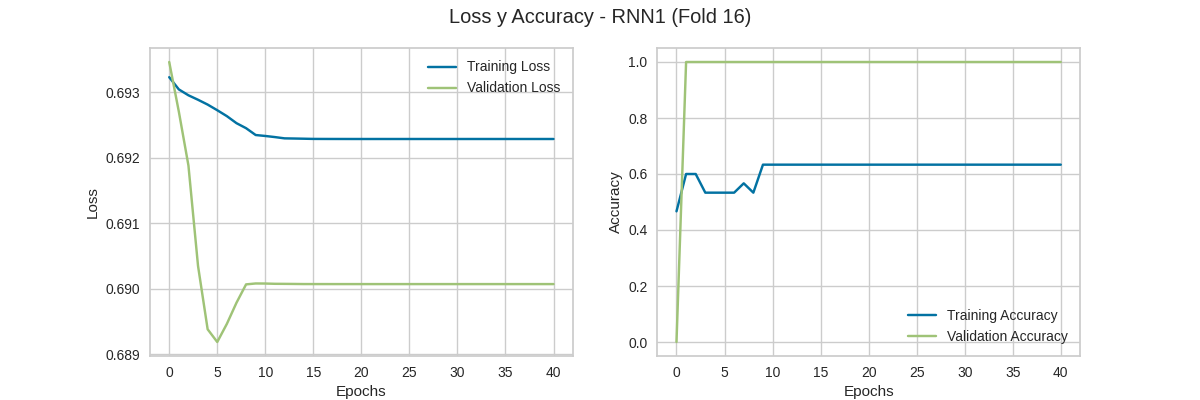 Loss y Accuracy - RNN1 (Fold 16)
Training Loss
Validation Loss
0.693
0.692
0.691
0.690
0.689
Loss
0 5 10 15 20 25 30 35 40
Epochs
1.0
0.8
0.6
0.4
0.2
0.0
Accuracy
Training Accuracy
Validation Accuracy
0 5 10 15 20 25 30 35 40
Epochs